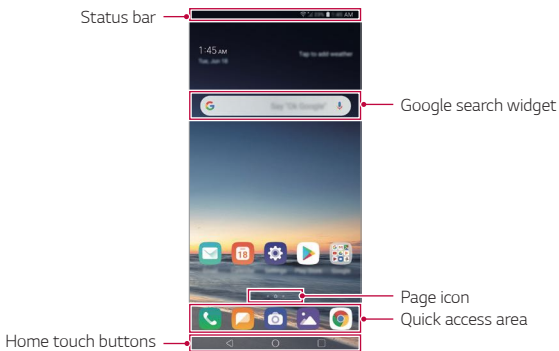 Status bar
1:45 AM
Tue, Jun 18
Tap to add weather
Say "Ok Google"
Google search widget
18
Page icon
Quick access area
Home touch buttons